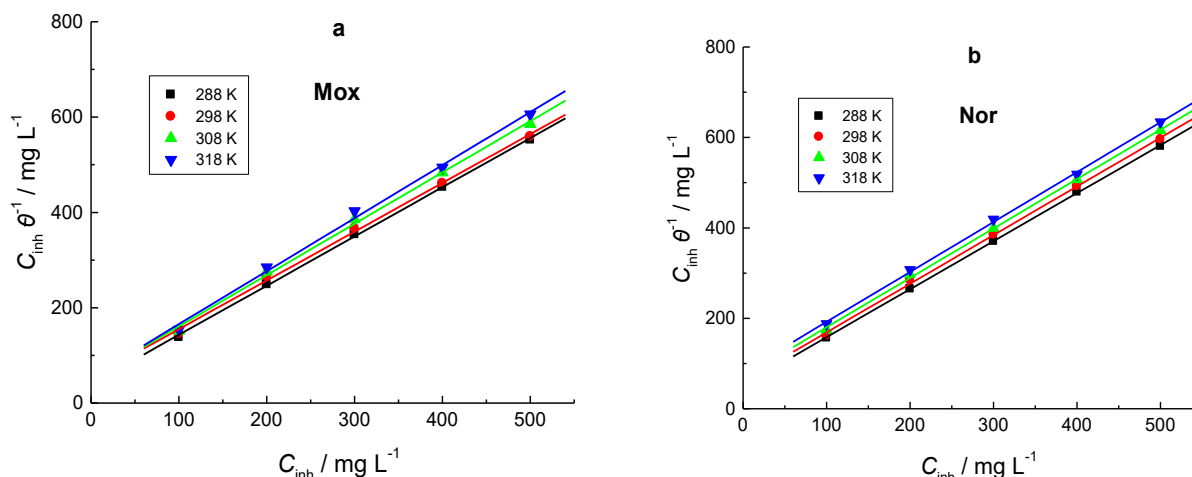 a
Mox
288 K
298 K
308 K
318 K
C_inh θ^-1 / mg L^-1
800
600
400
200
0
0 100 200 300 400 500
C_inh / mg L^-1
b
Nor
288 K
298 K
308 K
318 K
C_inh θ^-1 / mg L^-1
800
600
400
200
0
0 100 200 300 400 500
C_inh / mg L^-1